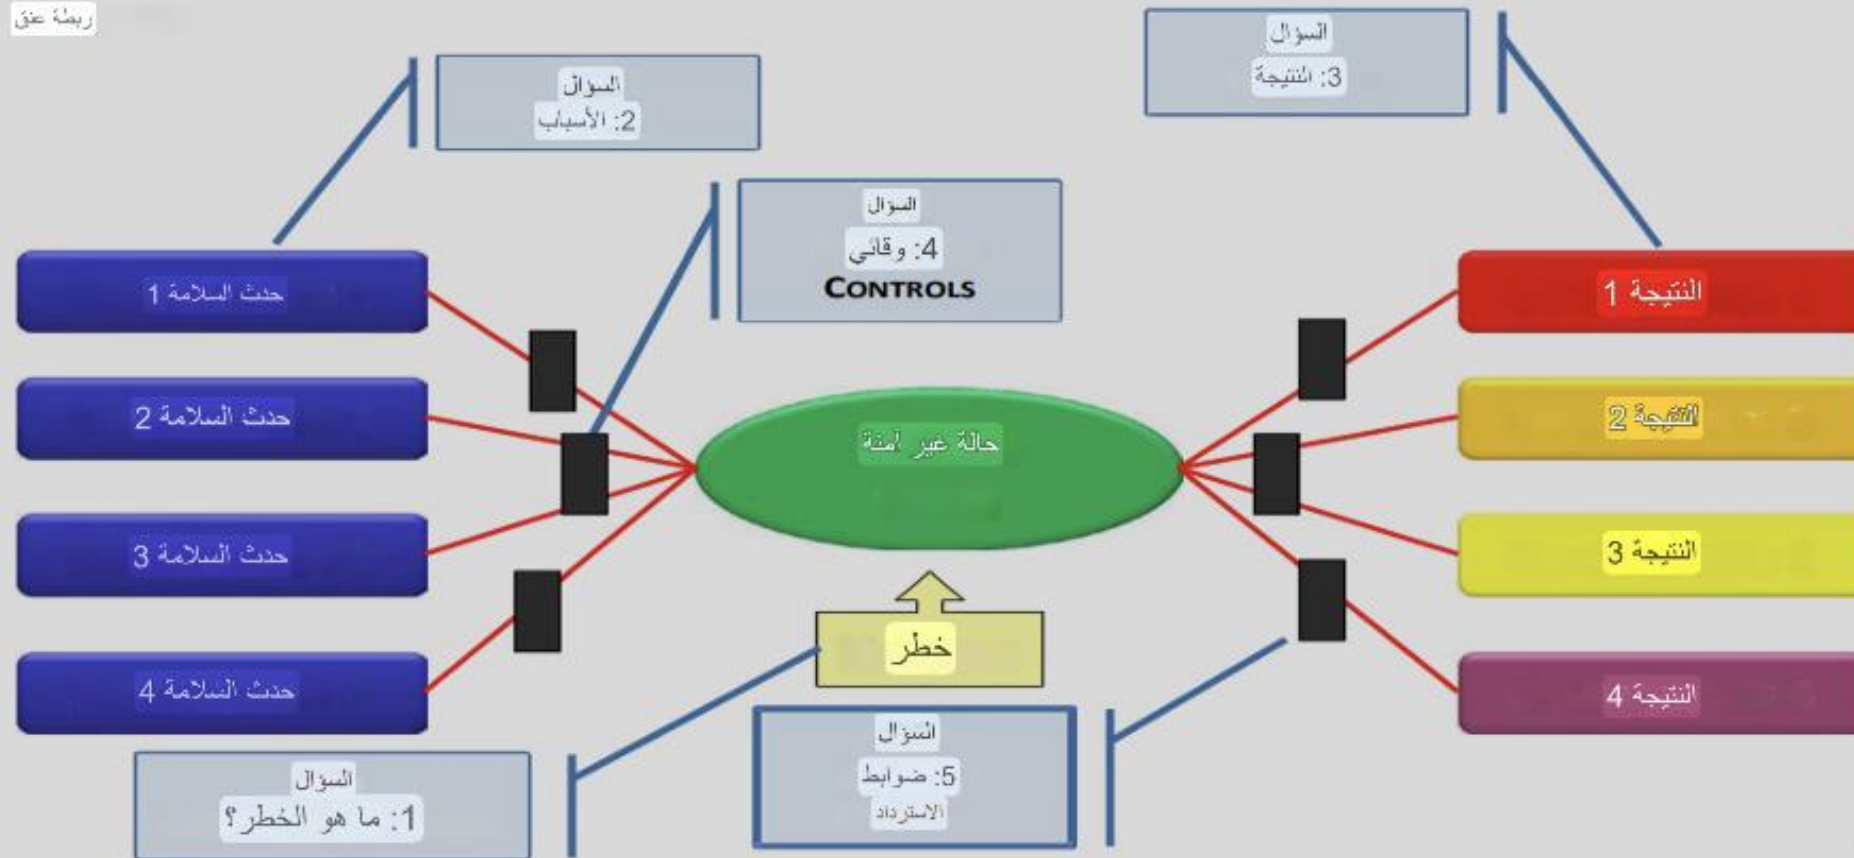 ربطة عنق
السؤال
3: النتيجة
السؤال
2: الأسباب
السؤال
4: وقائي
CONTROLS
حدث السلامة 1
النتيجة 1
حدث السلامة 2
النتيجة 2
حالة غير آمنة
حدث السلامة 3
النتيجة 3
خطر
حدث السلامة 4
النتيجة 4
السؤال
5: ضوابط
الاسترداد
السؤال
1: ما هو الخطر؟